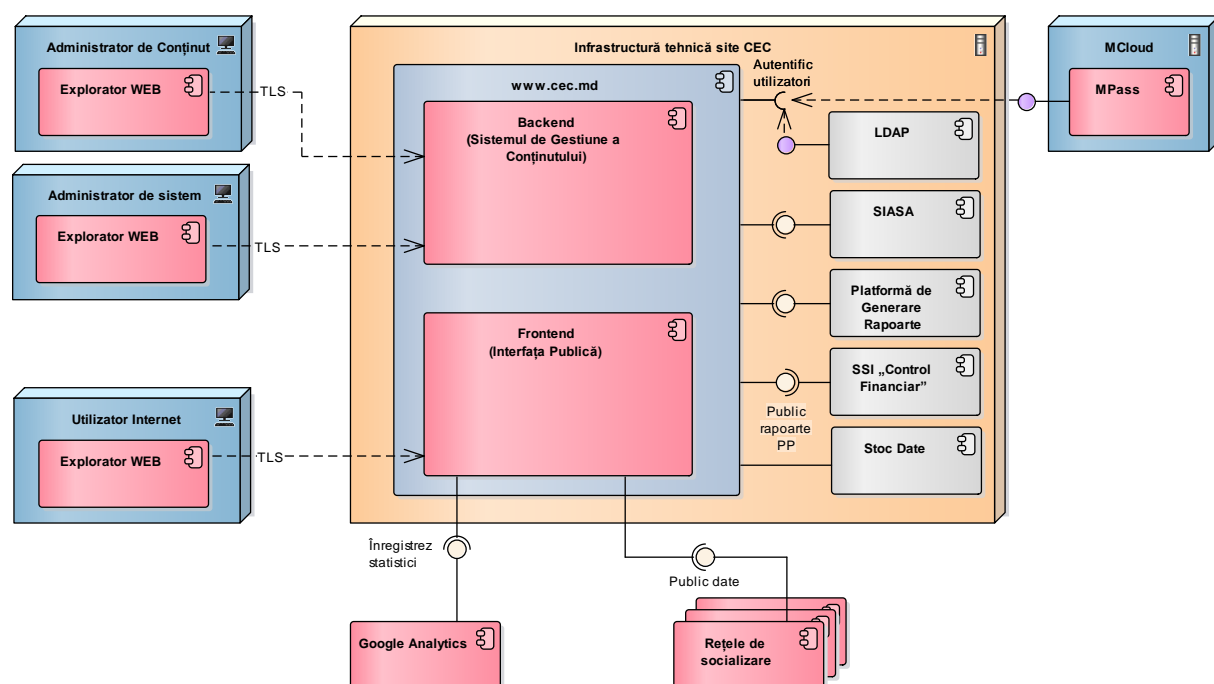 Administrator de Conținut
Explorator WEB
TLS
Administrator de sistem
Explorator WEB
TLS
Utilizator Internet
Explorator WEB
TLS
Infrastructură tehnică site CEC
www.cec.md
Backend
(Sistemul de Gestiune a
Conținutului)
Frontend
(Interfața Publică)
Autentific
utilizatori
LDAP
SIASA
Platformă de
Generare
Rapoarte
SSI „Control
Financiar”
Public
rapoarte
PP
Stoc Date
MCloud
MPass
Înregistrez
statistici
Public date
Google Analytics
Rețele de
socializare